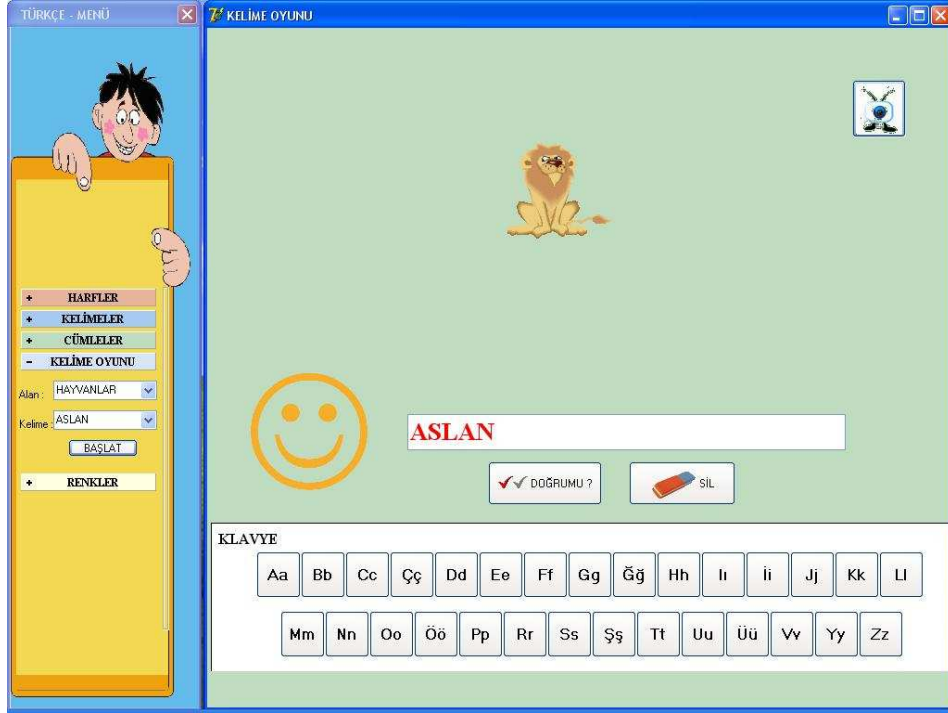 TÜRKÇE - MENÜ
+ HARFLER
+ KELİMELER
+ CÜMLELER
- KELİME OYUNU
Alan : HAYVANLAR
Kelime : ASLAN
BAŞLAT
+ RENKLER
KELİME OYUNU
ASLAN
DOĞRUMU ? SİL
KLAVYE
Aa Bb Cc Çç Dd Ee Ff Gg Ğğ Hh Iı İi Jj Kk Ll
Mm Nn Oo Öö Pp Rr Ss Şş Tt Uu Üü Vv Yy Zz